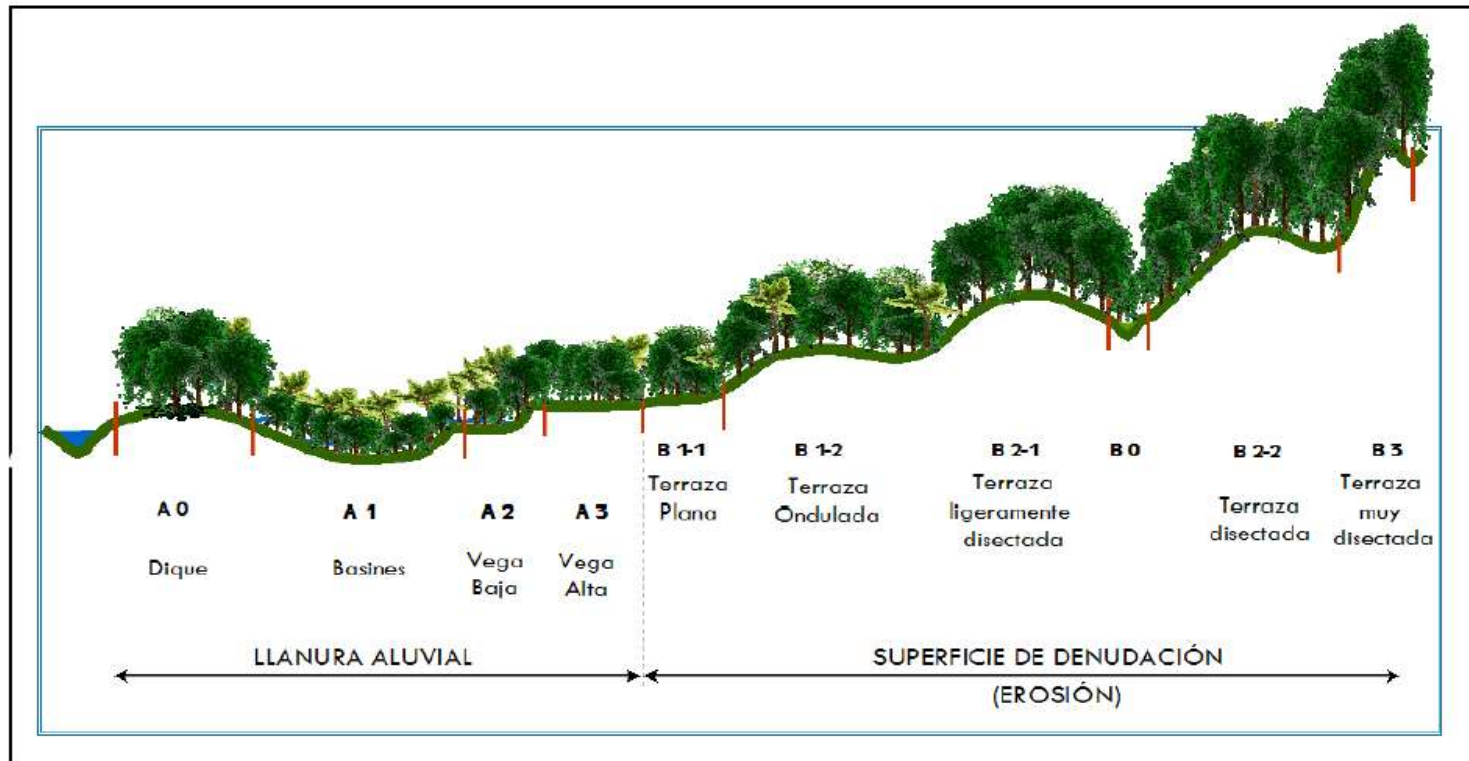 A 0
Dique
A 1
Basines
A 2
Vega
Baja
A 3
Vega
Alta
B 1-1
Terraza
Plana
B 1-2
Terraza
Ondulada
B 2-1
Terraza
ligeramente
disectada
B 0
B 2-2
Terraza
disectada
B 3
Terraza
muy
disectada
LLANURA ALUVIAL
SUPERFICIE DE DENUDACIÓN
(EROSIÓN)